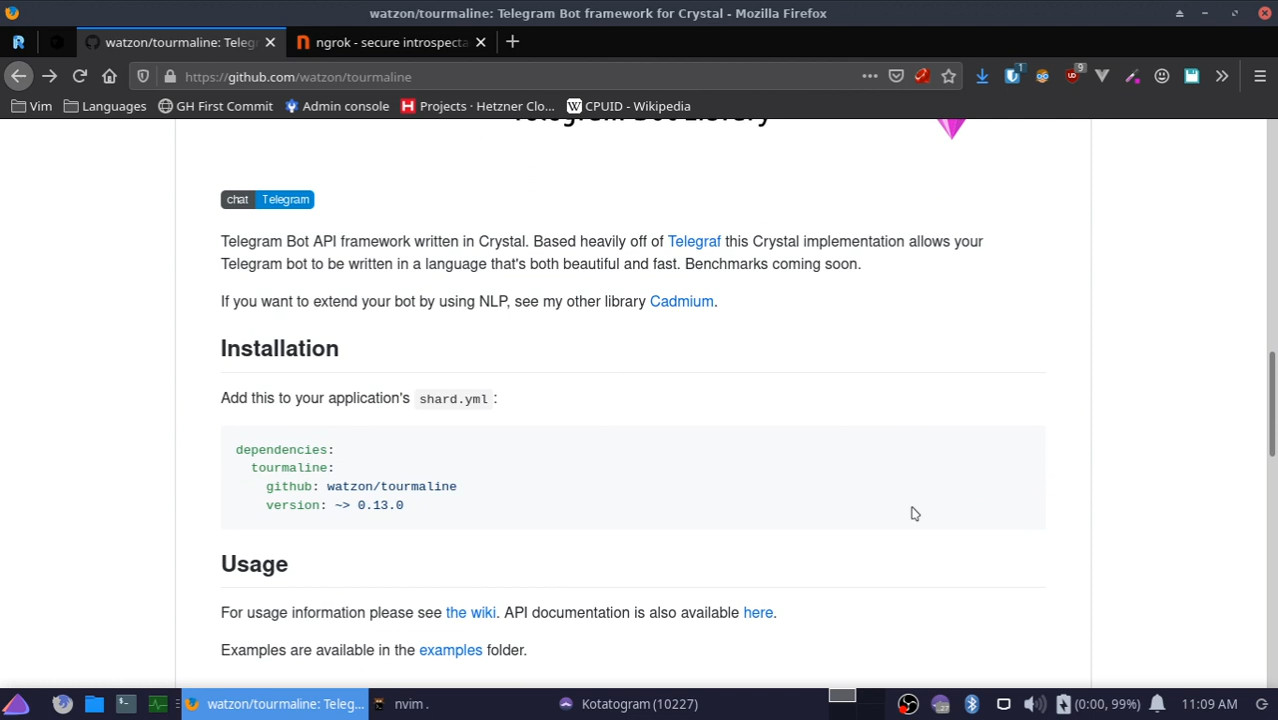 watzon/tourmaline: Telegram Bot framework for Crystal - Mozilla Firefox
watzon/tourmaline: Teleg
ngrok - secure introspecta
https://github.com/watzon/tourmaline
1
9
Vim
Languages
GH First Commit
Admin console
Projects · Hetzner Clo...
CPUID - Wikipedia
Telegram Bot Library
chat Telegram
Telegram Bot API framework written in Crystal. Based heavily off of Telegraf this Crystal implementation allows your
Telegram bot to be written in a language that's both beautiful and fast. Benchmarks coming soon.
If you want to extend your bot by using NLP, see my other library Cadmium.
Installation
Add this to your application's shard.yml:
dependencies:
tourmaline:
github: watzon/tourmaline
version: ~> 0.13.0
Usage
For usage information please see the wiki. API documentation is also available here.
Examples are available in the examples folder.
watzon/tourmaline: Teleg...
nvim .
Kotatogram (10227)
27
(0:00, 99%)
11:09 AM